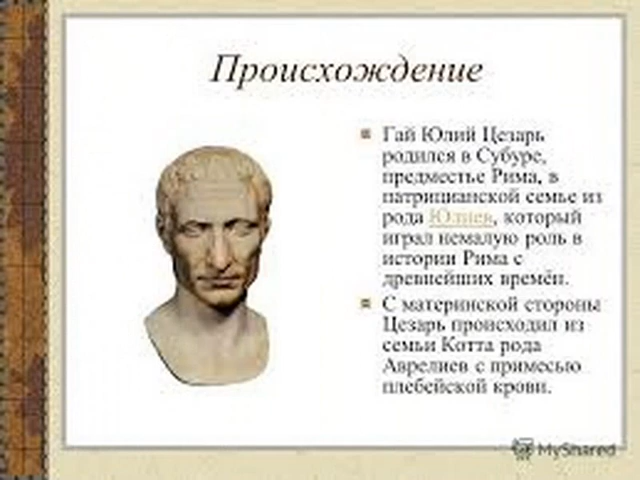 Происхождение
Гай Юлий Цезарь
родился в Субуре,
предместье Рима, в
патрицианской семье из
рода Юлиев, который
играл немалую роль в
истории Рима с
древнейших времён.
С материнской стороны
Цезарь происходил из
семьи Котта рода
Аврелиев с примесью
плебейской крови.
MyShared